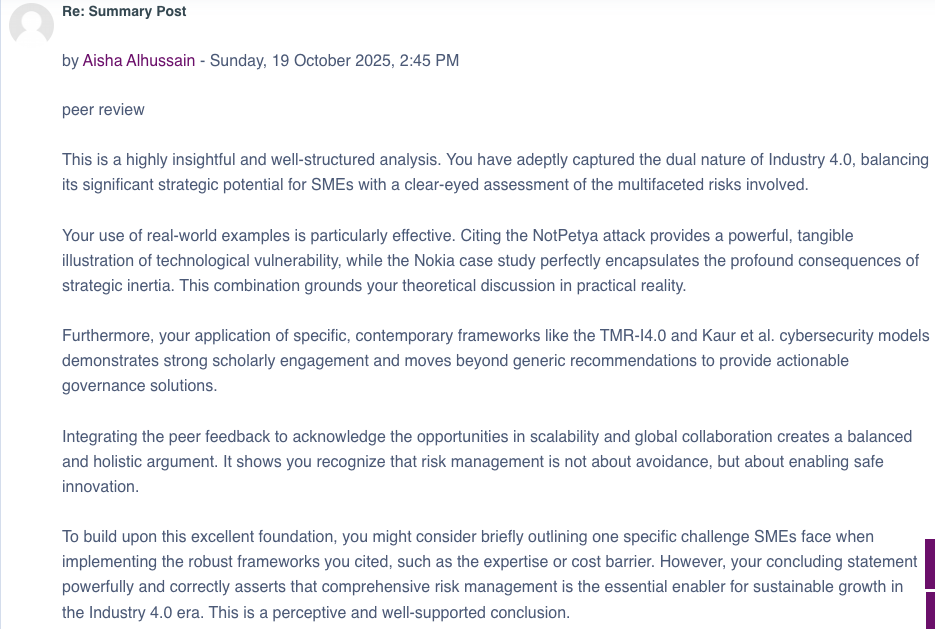 Re: Summary Post
by Aisha Alhussain - Sunday, 19 October 2025, 2:45 PM
peer review
This is a highly insightful and well-structured analysis. You have adeptly captured the dual nature of Industry 4.0, balancing
its significant strategic potential for SMEs with a clear-eyed assessment of the multifaceted risks involved.
Your use of real-world examples is particularly effective. Citing the NotPetya attack provides a powerful, tangible
illustration of technological vulnerability, while the Nokia case study perfectly encapsulates the profound consequences of
strategic inertia. This combination grounds your theoretical discussion in practical reality.
Furthermore, your application of specific, contemporary frameworks like the TMR-I4.0 and Kaur et al. cybersecurity models
demonstrates strong scholarly engagement and moves beyond generic recommendations to provide actionable
governance solutions.
Integrating the peer feedback to acknowledge the opportunities in scalability and global collaboration creates a balanced
and holistic argument. It shows you recognize that risk management is not about avoidance, but about enabling safe
innovation.
To build upon this excellent foundation, you might consider briefly outlining one specific challenge SMEs face when
implementing the robust frameworks you cited, such as the expertise or cost barrier. However, your concluding statement
powerfully and correctly asserts that comprehensive risk management is the essential enabler for sustainable growth in
the Industry 4.0 era. This is a perceptive and well-supported conclusion.